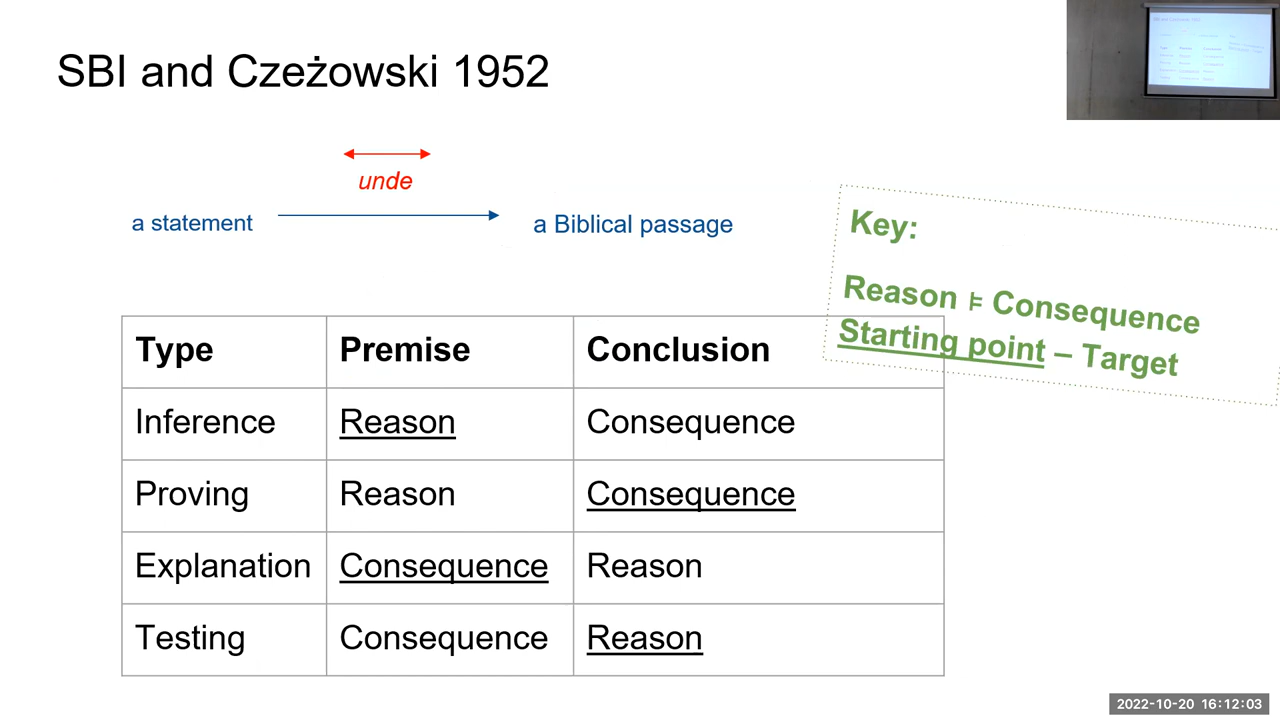 SBI and Czeżowski 1952
unde
a statement
a Biblical passage
Key:
Reason ⊧ Consequence
Starting point – Target
Type Premise Conclusion
Inference Reason Consequence
Proving Reason Consequence
Explanation Consequence Reason
Testing Consequence Reason
2022-10-20 16:12:03